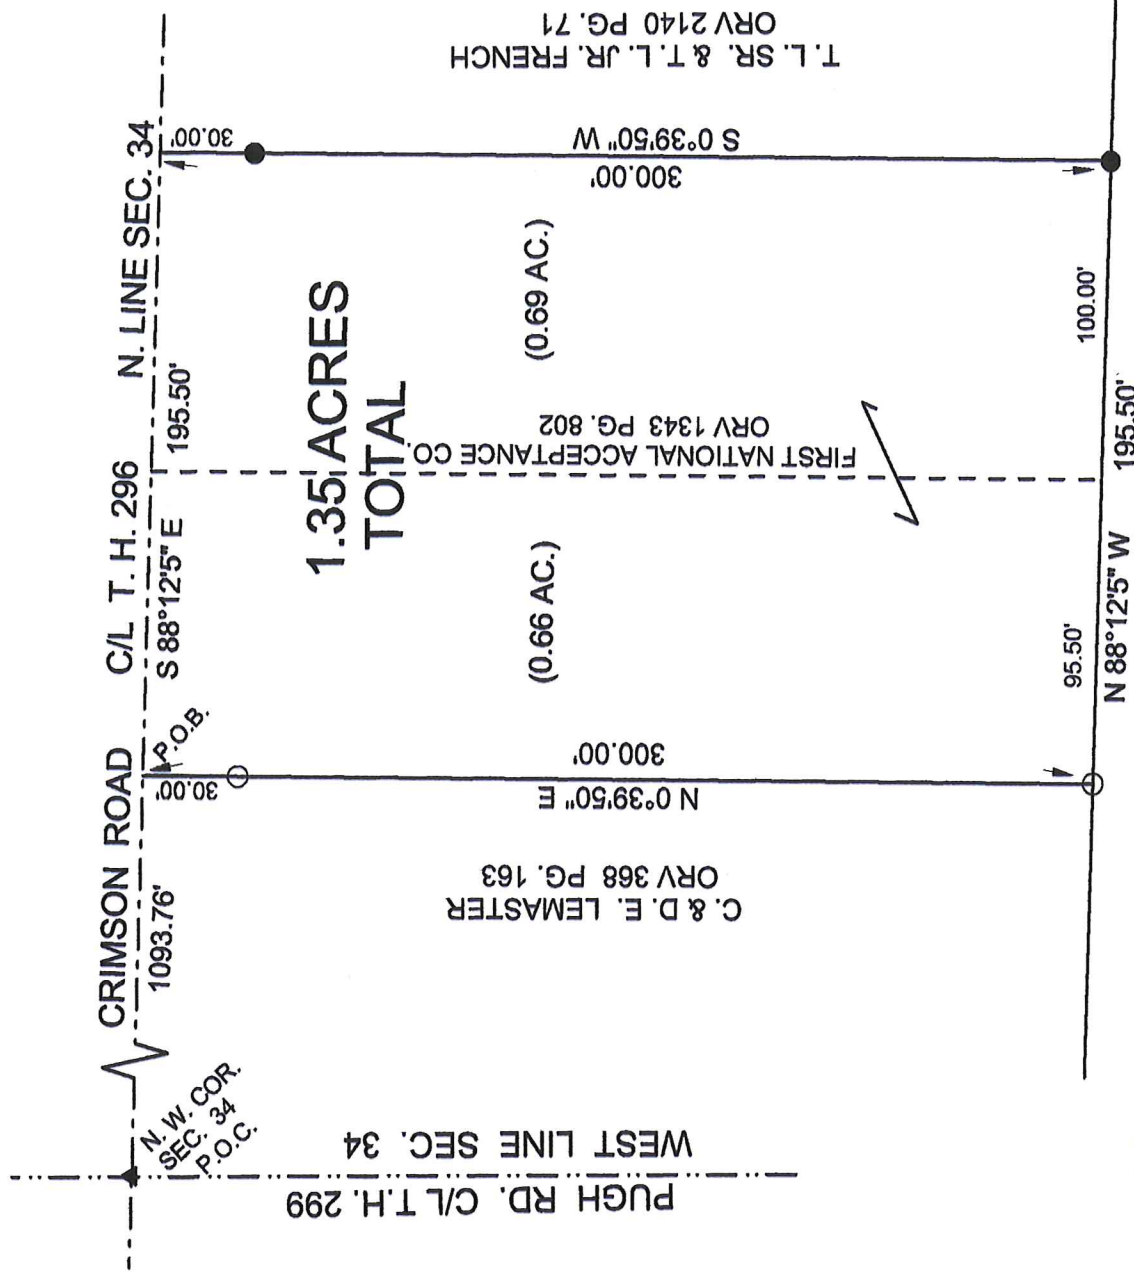 CRIMSON ROAD C/L T. H. 296 N. LINE SEC. 34
1093.76'
S 88°12'5" E 195.50'
P.O.B.
N. W. COR.
SEC. 34
P.O.C.
PUGH RD. C/L T.H. 299
WEST LINE SEC. 34
C. & D. E. LEMASTER
ORV 368 PG. 163
30.00'
N 0°39'50" E
300.00'
(0.66 AC.)
1.35 ACRES
TOTAL
FIRST NATIONAL ACCEPTANCE CO.
ORV 1343 PG. 802
(0.69 AC.)
30.00'
S 0°39'50" W
300.00'
T. L. SR. & T. L. JR. FRENCH
ORV 2140 PG. 71
95.50'
100.00'
N 88°12'5" W 195.50'